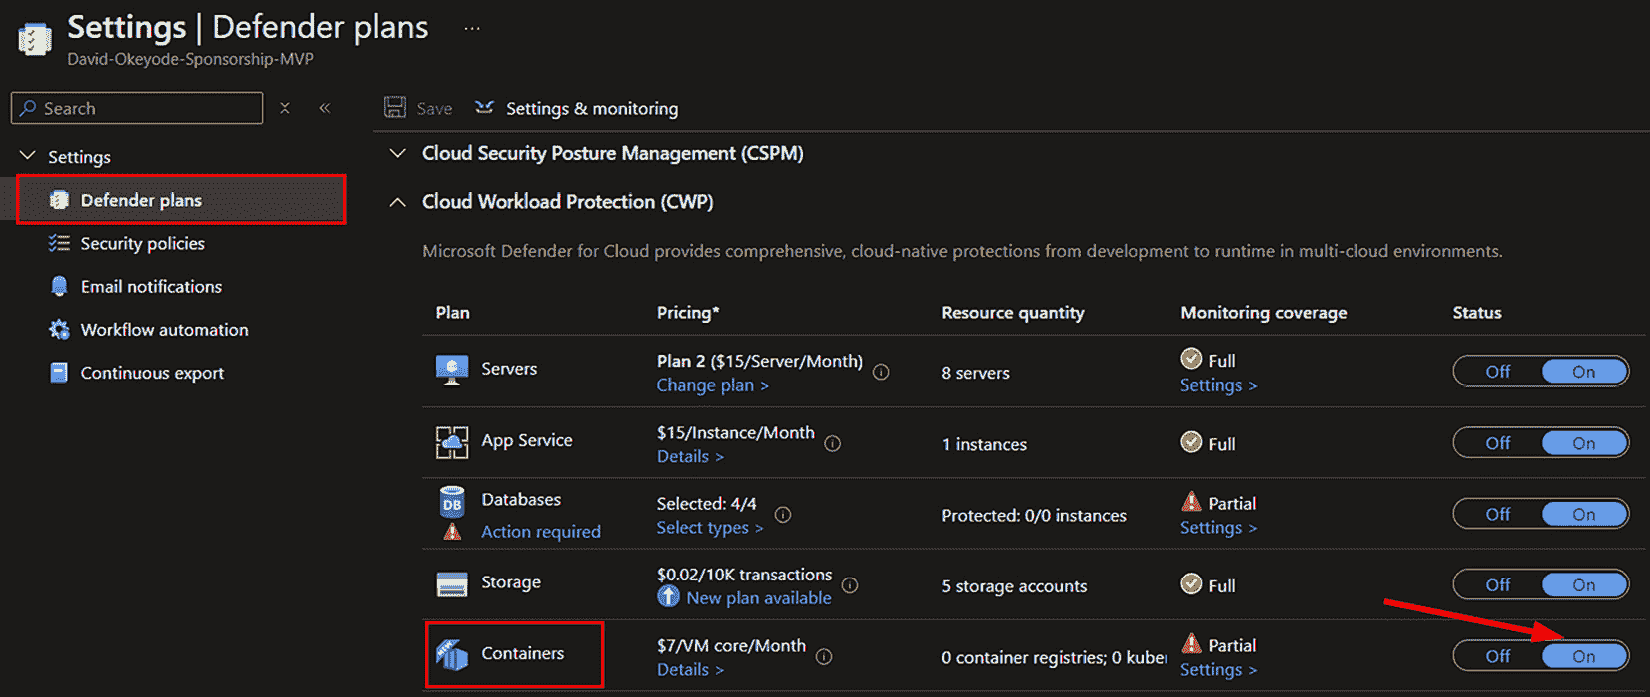 Settings | Defender plans ...
David-Okeyode-Sponsorship-MVP
Search
Settings
Defender plans
Security policies
Email notifications
Workflow automation
Continuous export
Save Settings & monitoring
Cloud Security Posture Management (CSPM)
Cloud Workload Protection (CWP)
Microsoft Defender for Cloud provides comprehensive, cloud-native protections from development to runtime in multi-cloud environments.
Plan Pricing* Resource quantity Monitoring coverage Status
Servers
Plan 2 ($15/Server/Month)
Change plan >
8 servers
Full
Settings >
Off On
App Service
$15/Instance/Month
Details >
1 instances
Full
Off On
DB
Databases
Action required
Selected: 4/4
Select types >
Protected: 0/0 instances
Partial
Settings >
Off On
Storage
$0.02/10K transactions
New plan available
5 storage accounts
Full
Off On
NEW
Containers
$7/VM core/Month
Details >
0 container registries; 0 kuber
Partial
Settings >
Off On